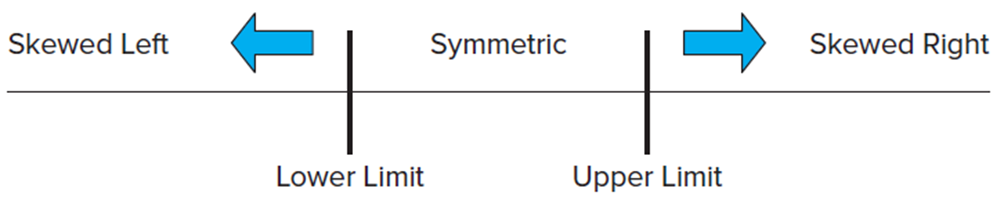 Skewed Left Symmetric Skewed Right
Lower Limit Upper Limit